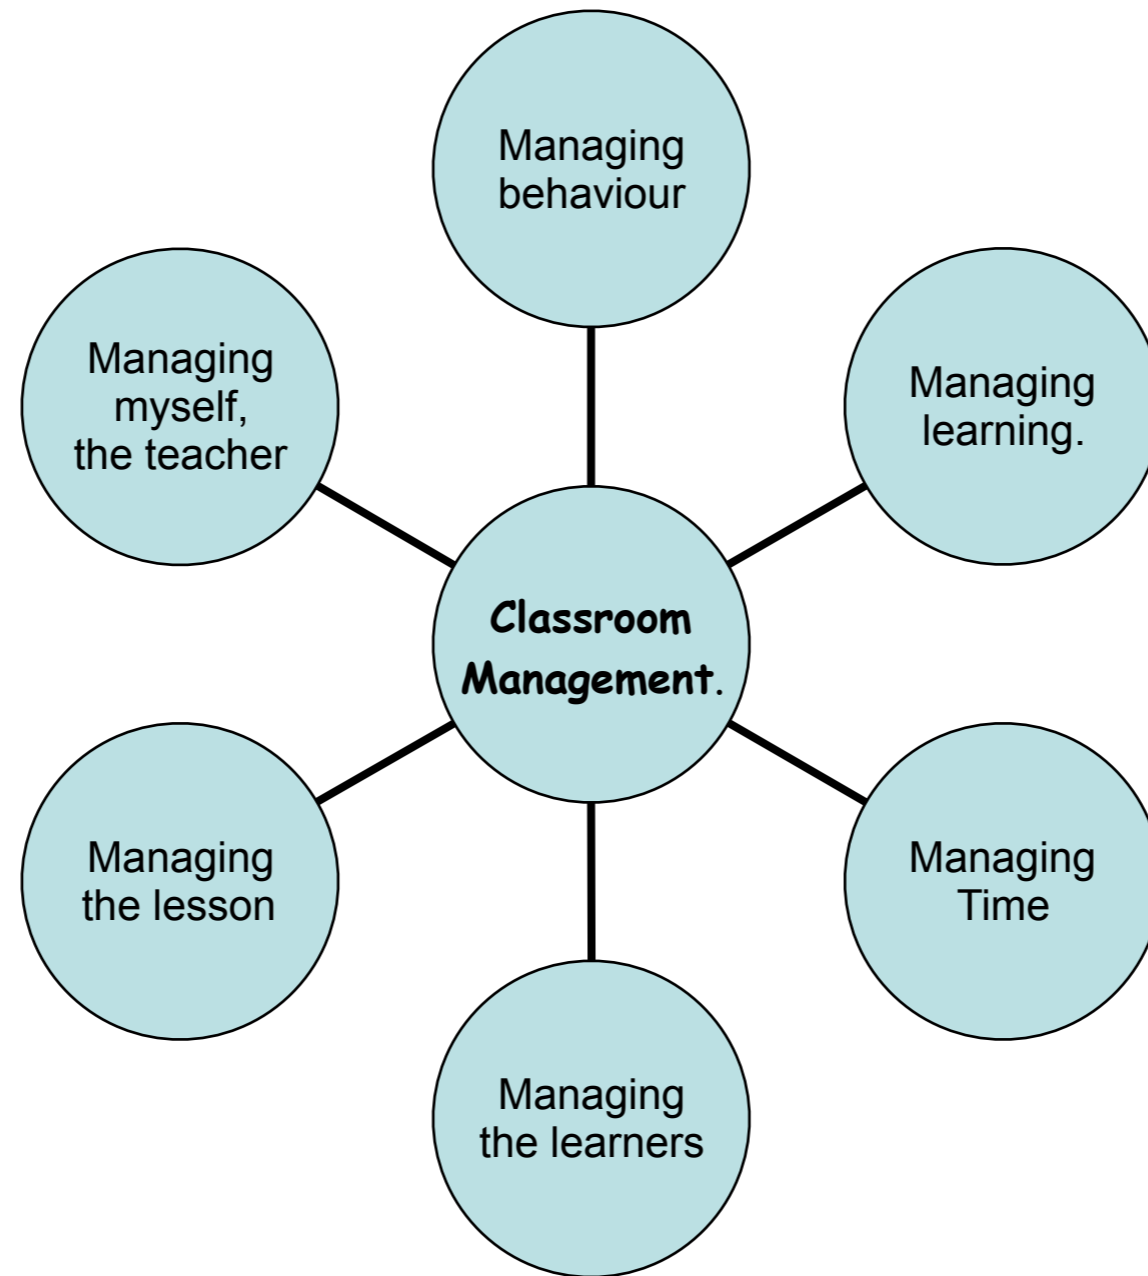 Managing
behaviour
Managing
myself,
the teacher
Managing
learning.
Classroom
Management.
Managing
the lesson
Managing
Time
Managing
the learners